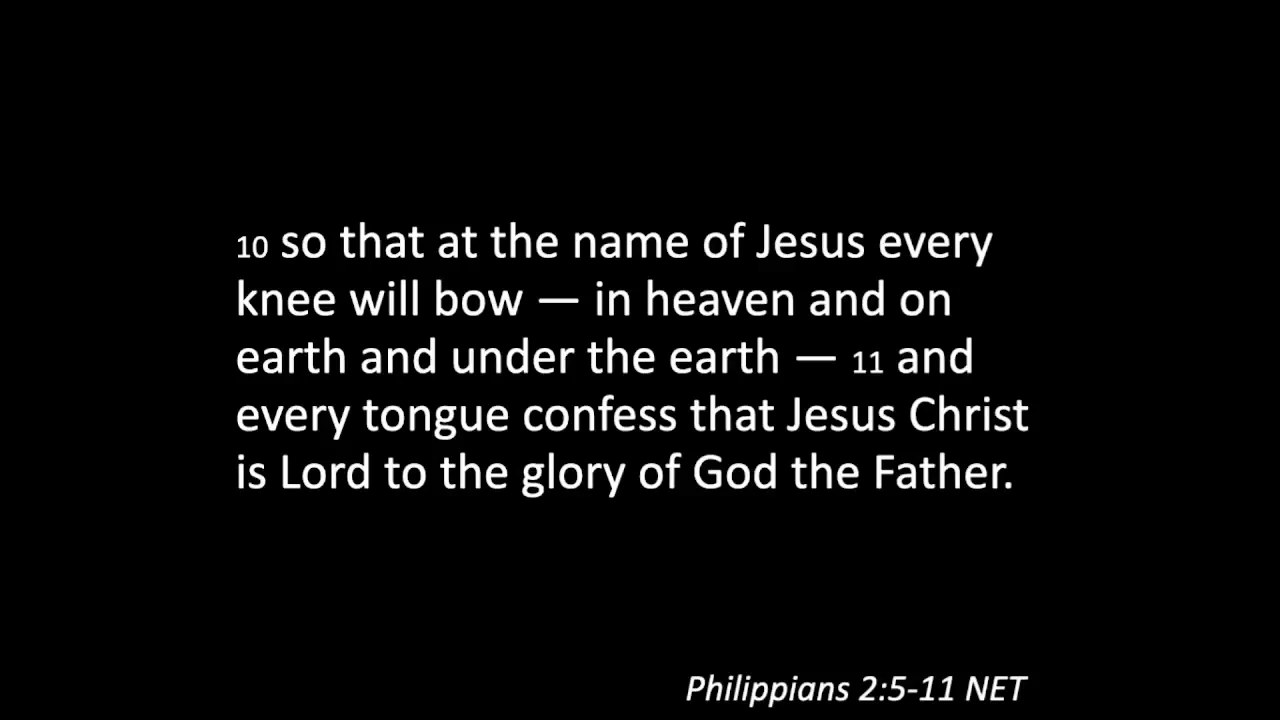 10 so that at the name of Jesus every
knee will bow — in heaven and on
earth and under the earth — 11 and
every tongue confess that Jesus Christ
is Lord to the glory of God the Father.
Philippians 2:5-11 NET